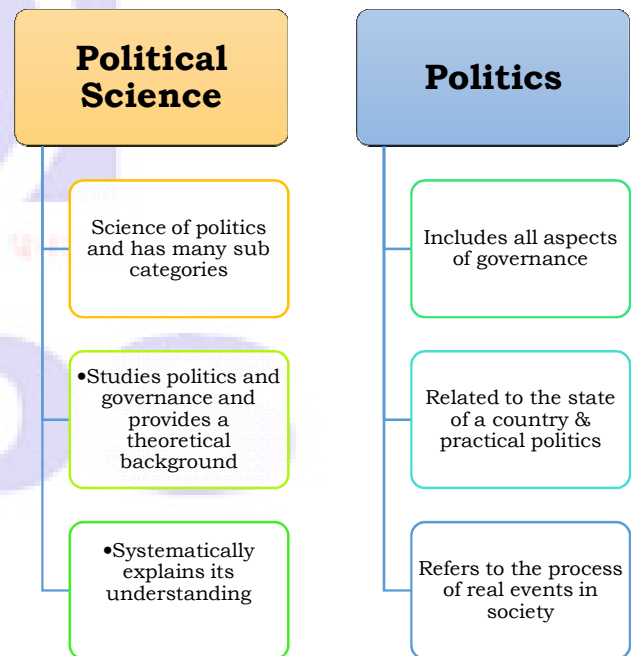 Political
Science
Science of politics
and has many sub
categories
•Studies politics and
governance and
provides a
theoretical
background
•Systematically
explains its
understanding
Politics
Includes all aspects
of governance
Related to the state
of a country &
practical politics
Refers to the process
of real events in
society